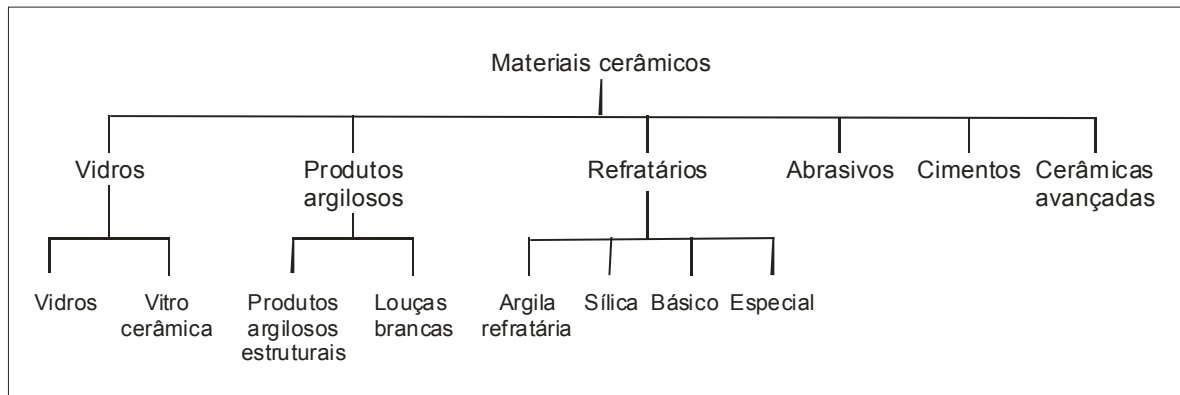 Materiais cerâmicos
Vidros
Produtos
argilosos
Refratários
Abrasivos
Cimentos
Cerâmicas
avançadas
Vidros
Vitro
cerâmica
Produtos
argilosos
estruturais
Louças
brancas
Argila
refratária
Sílica
Básico
Especial